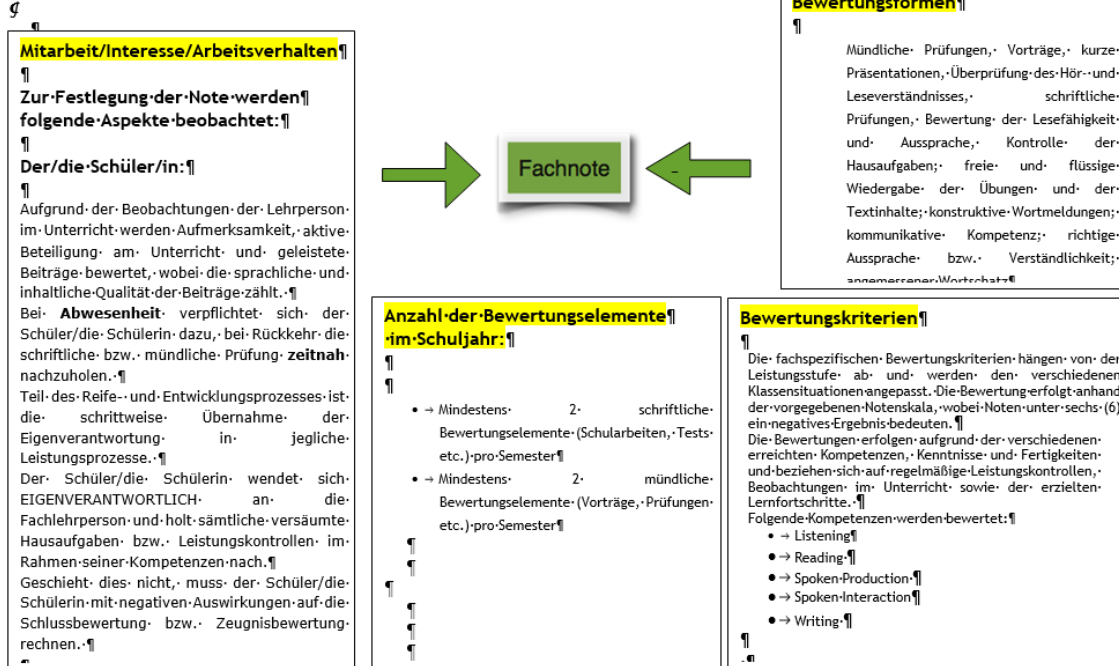 Mitarbeit/Interesse/Arbeitsverhalten¶
¶
Zur·Festlegung·der·Note·werden¶
folgende·Aspekte·beobachtet:¶
¶
Der/die·Schüler/in:¶
¶
Aufgrund·der·Beobachtungen·der·Lehrperson·
im·Unterricht·werden·Aufmerksamkeit,·aktive·
Beteiligung·am·Unterricht·und·geleistete·
Beiträge·bewertet,·wobei·die·sprachliche·und·
inhaltliche·Qualität·der·Beiträge·zählt.·¶
Bei·Abwesenheit·verpflichtet·sich·der·
Schüler/die·Schülerin·dazu,·bei·Rückkehr·die·
schriftliche·bzw.·mündliche·Prüfung·zeitnah·
nachzuholen.·¶
Teil·des·Reife-·und·Entwicklungsprozesses·ist·
die·schrittweise·Übernahme·der·
Eigenverantwortung·in·jegliche·
Leistungsprozesse.·¶
Der·Schüler/die·Schülerin·wendet·sich·
EIGENVERANTWORTLICH·an·die·
Fachlehrperson·und·holt·sämtliche·versäumte·
Hausaufgaben·bzw.·Leistungskontrollen·im·
Rahmen·seiner·Kompetenzen·nach.¶
Geschieht·dies·nicht,·muss·der·Schüler/die·
Schülerin·mit·negativen·Auswirkungen·auf·die·
Schlussbewertung·bzw.·Zeugnisbewertung·
rechnen.·¶
Fachnote
-
Bewertungsformen¶
¶
Mündliche·Prüfungen,·Vorträge,·kurze·
Präsentationen,·Überprüfung·des·Hör-·und·
Leseverständnisses,·schriftliche·
Prüfungen,·Bewertung·der·Lesefähigkeit·
und·Aussprache,·Kontrolle·der·
Hausaufgaben;·freie·und·flüssige·
Wiedergabe·der·Übungen·und·der·
Textinhalte;·konstruktive·Wortmeldungen;·
kommunikative·Kompetenz;·richtige·
Aussprache·bzw.·Verständlichkeit;·
angemessener·Wortschatz¶
Anzahl·der·Bewertungselemente¶
·im·Schuljahr:¶
¶
¶
•→Mindestens·2·schriftliche·
Bewertungselemente·(Schularbeiten,·Tests·
etc.)·pro·Semester¶
•→Mindestens·2·mündliche·
Bewertungselemente·(Vorträge,·Prüfungen·
etc.)·pro·Semester¶
¶
¶
¶
¶
¶
¶
Bewertungskriterien¶
¶
Die·fachspezifischen·Bewertungskriterien·hängen·von·der
Leistungsstufe·ab·und·werden·den·verschiedenen
Klassensituationen·angepasst.·Die·Bewertung·erfolgt·anhand
der·vorgegebenen·Notenskala,·wobei·Noten·unter·sechs·(6)
ein·negatives·Ergebnis·bedeuten.¶
Die·Bewertungen·erfolgen·aufgrund·der·verschiedenen·
erreichten·Kompetenzen,·Kenntnisse·und·Fertigkeiten·
und·beziehen·sich·auf·regelmäßige·Leistungskontrollen,·
Beobachtungen·im·Unterricht·sowie·der·erzielten·
Lernfortschritte.·¶
Folgende·Kompetenzen·werden·bewertet:¶
•→Listening¶
•→Reading·¶
•→Spoken·Production·¶
•→Spoken·Interaction¶
•→Writing·¶
¶
·¶